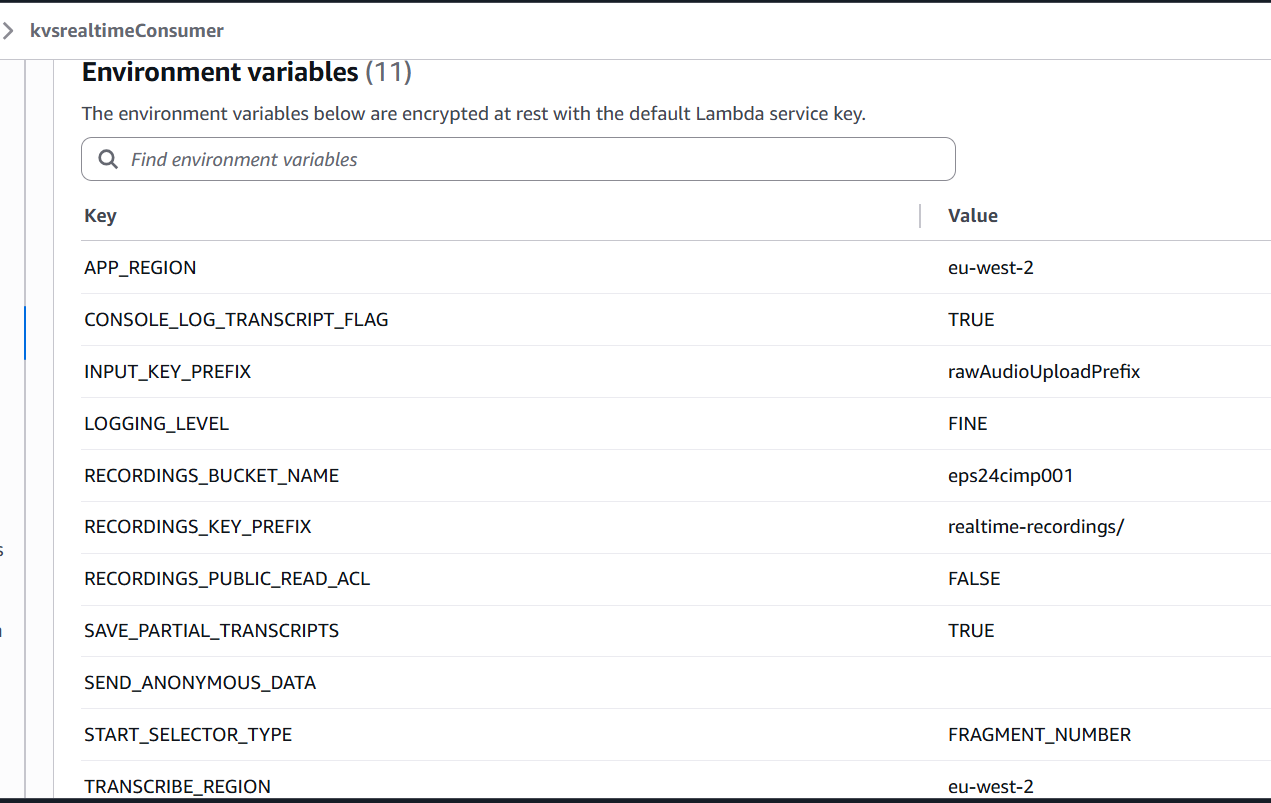 kvsrealtimeConsumer
Environment variables (11)
The environment variables below are encrypted at rest with the default Lambda service key.
Find environment variables
Key Value
APP_REGION eu-west-2
CONSOLE_LOG_TRANSCRIPT_FLAG TRUE
INPUT_KEY_PREFIX rawAudioUploadPrefix
LOGGING_LEVEL FINE
RECORDINGS_BUCKET_NAME eps24cimp001
RECORDINGS_KEY_PREFIX realtime-recordings/
RECORDINGS_PUBLIC_READ_ACL FALSE
SAVE_PARTIAL_TRANSCRIPTS TRUE
SEND_ANONYMOUS_DATA
START_SELECTOR_TYPE FRAGMENT_NUMBER
TRANSCRIBE_REGION eu-west-2